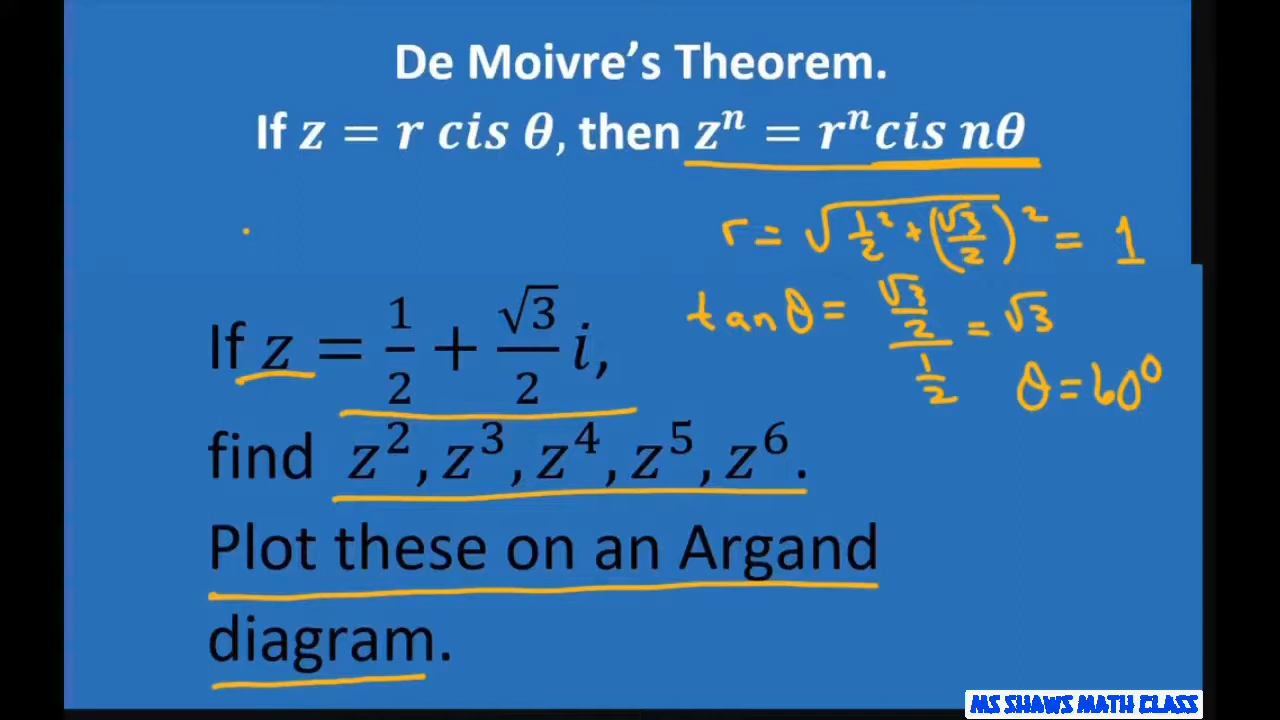 De Moivre's Theorem.
If z = r cis θ, then zⁿ = rⁿcis nθ
r = √(1/2² + (√3/2)²) = 1
tan θ = (√3/2)/(1/2) = √3
θ = 60°
If z = 1/2 + √3/2 i,
find z², z³, z⁴, z⁵, z⁶.
Plot these on an Argand
diagram.
MS SHAWS MATH CLASS